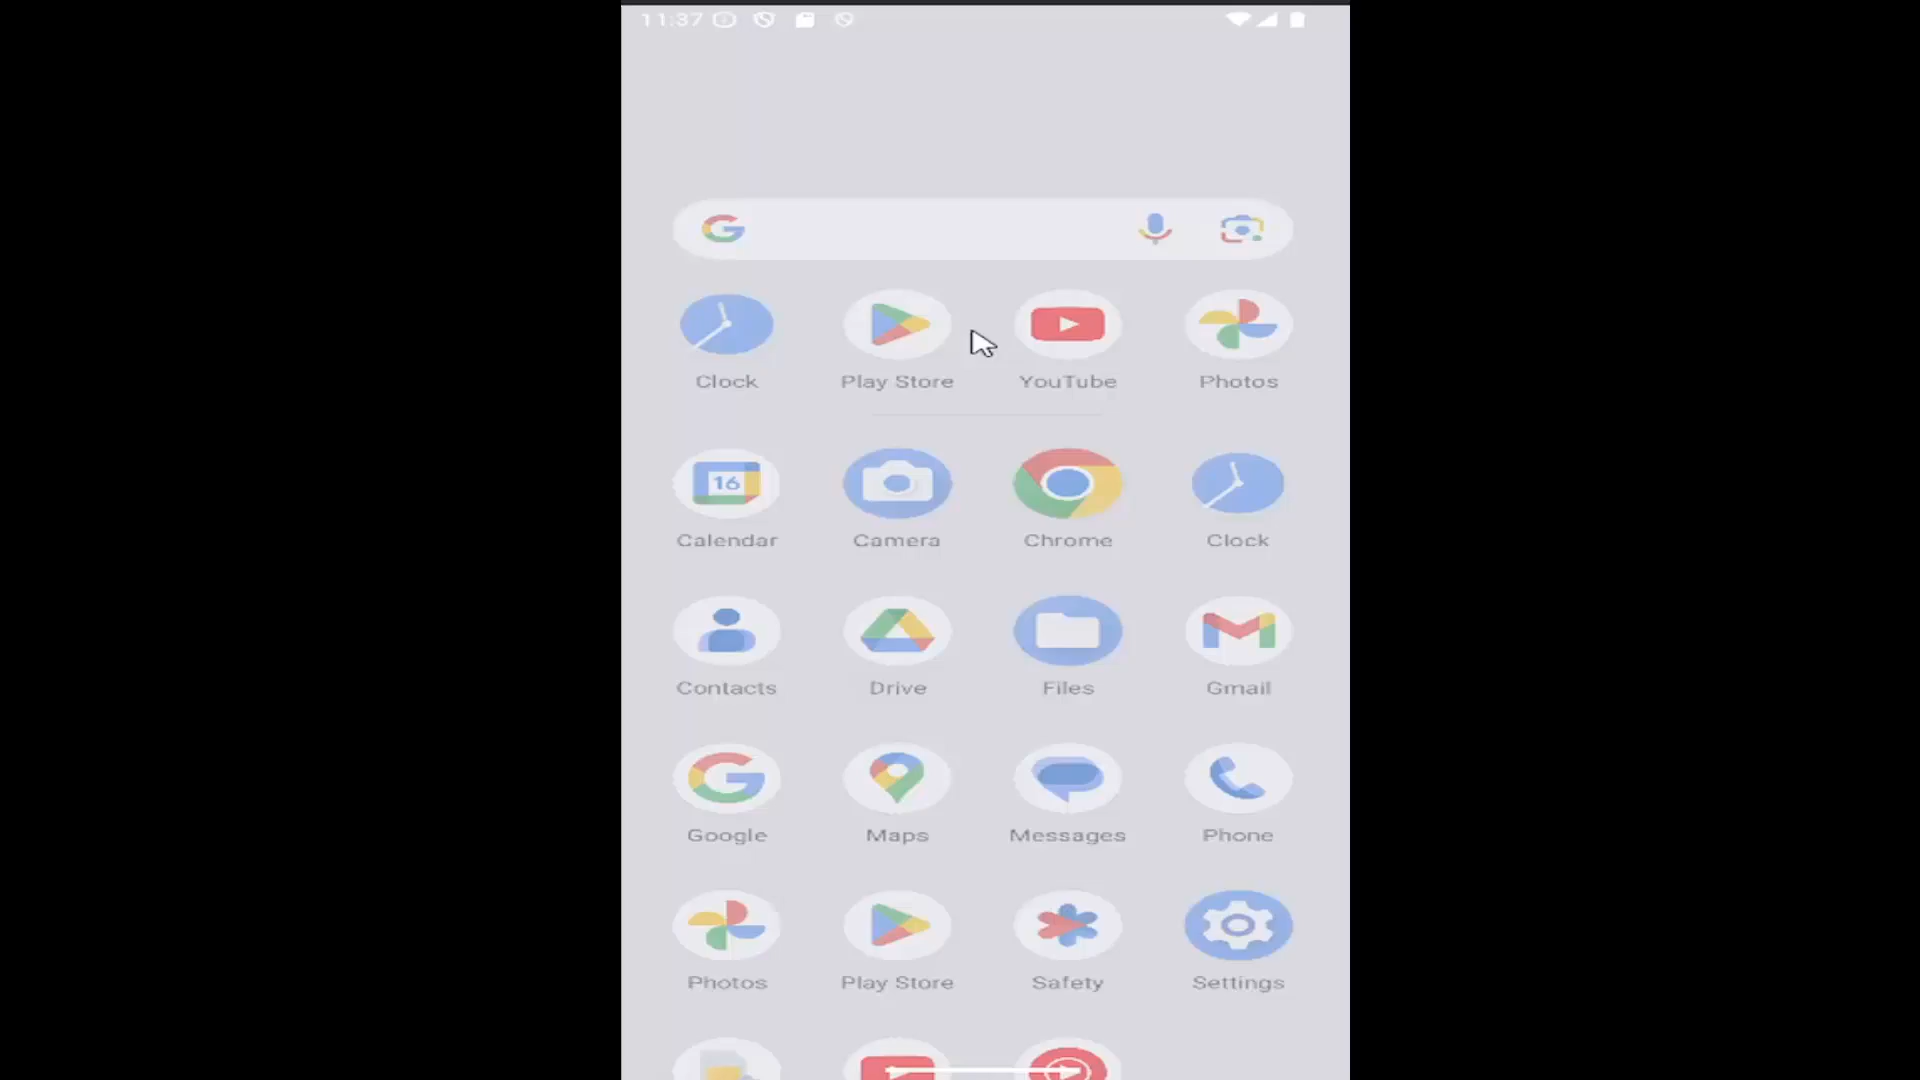 11:37
Clock Play Store YouTube Photos
16
Calendar Camera Chrome Clock
Contacts Drive Files Gmail
Google Maps Messages Phone
Photos Play Store Safety Settings